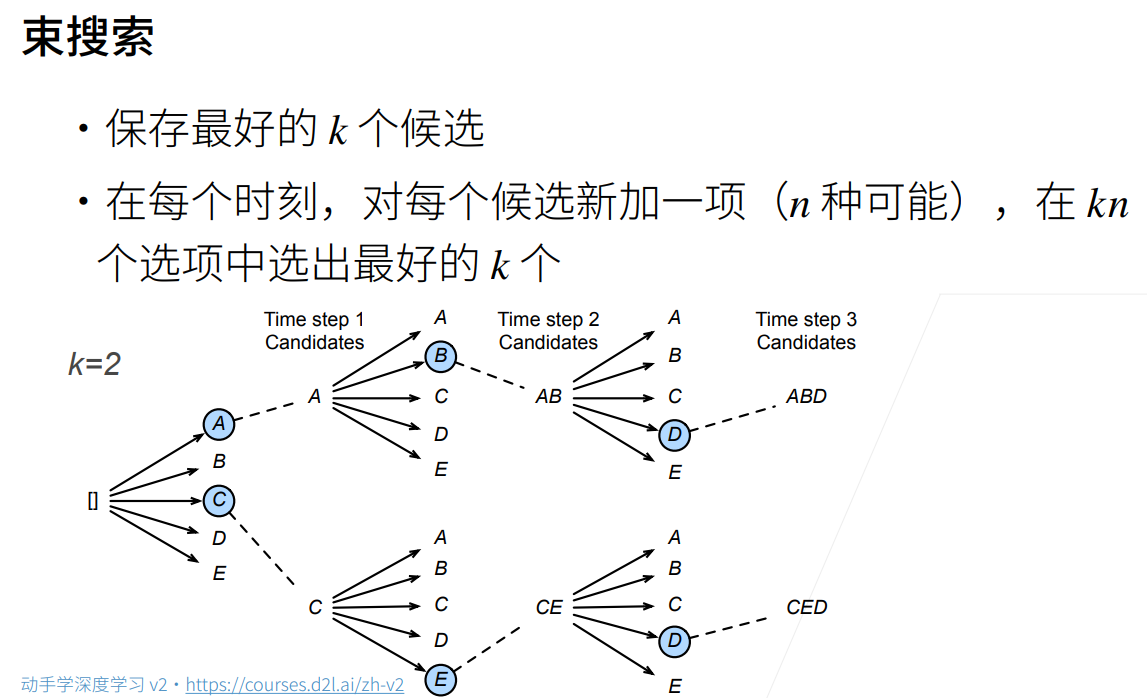 束搜索
• 保存最好的 k 个候选
• 在每个时刻，对每个候选新加一项（n 种可能），在 kn
个选项中选出最好的 k 个
k=2
Time step 1
Candidates
Time step 2
Candidates
Time step 3
Candidates
[]
A
B
C
D
E
A
A
B
C
D
E
AB
A
B
C
D
E
ABD
C
A
B
C
D
E
CE
A
B
C
D
E
CED
动手学深度学习 v2 • https://courses.d2l.ai/zh-v2